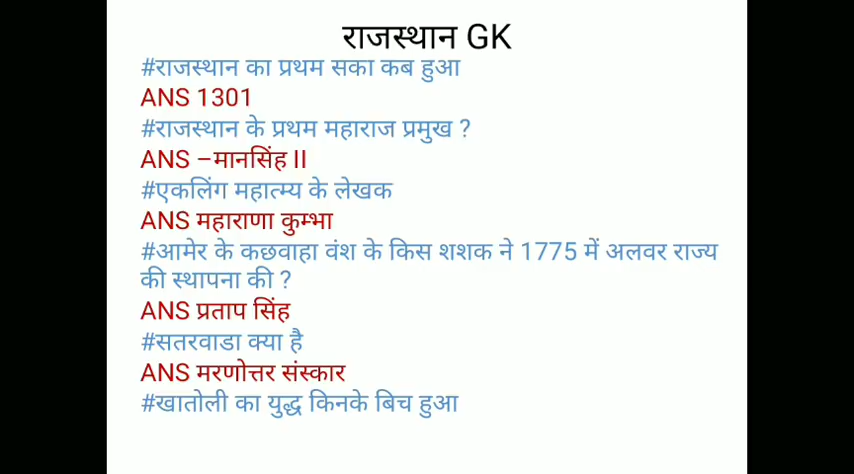 राजस्थान GK
#राजस्थान का प्रथम सका कब हुआ
ANS 1301
#राजस्थान के प्रथम महाराज प्रमुख ?
ANS –मानसिंह II
#एकलिंग महात्म्य के लेखक
ANS महाराणा कुम्भा
#आमेर के कछवाहा वंश के किस शशक ने 1775 में अलवर राज्य
की स्थापना की ?
ANS प्रताप सिंह
#सतरवाडा क्या है
ANS मरणोत्तर संस्कार
#खातोली का युद्ध किनके बिच हुआ